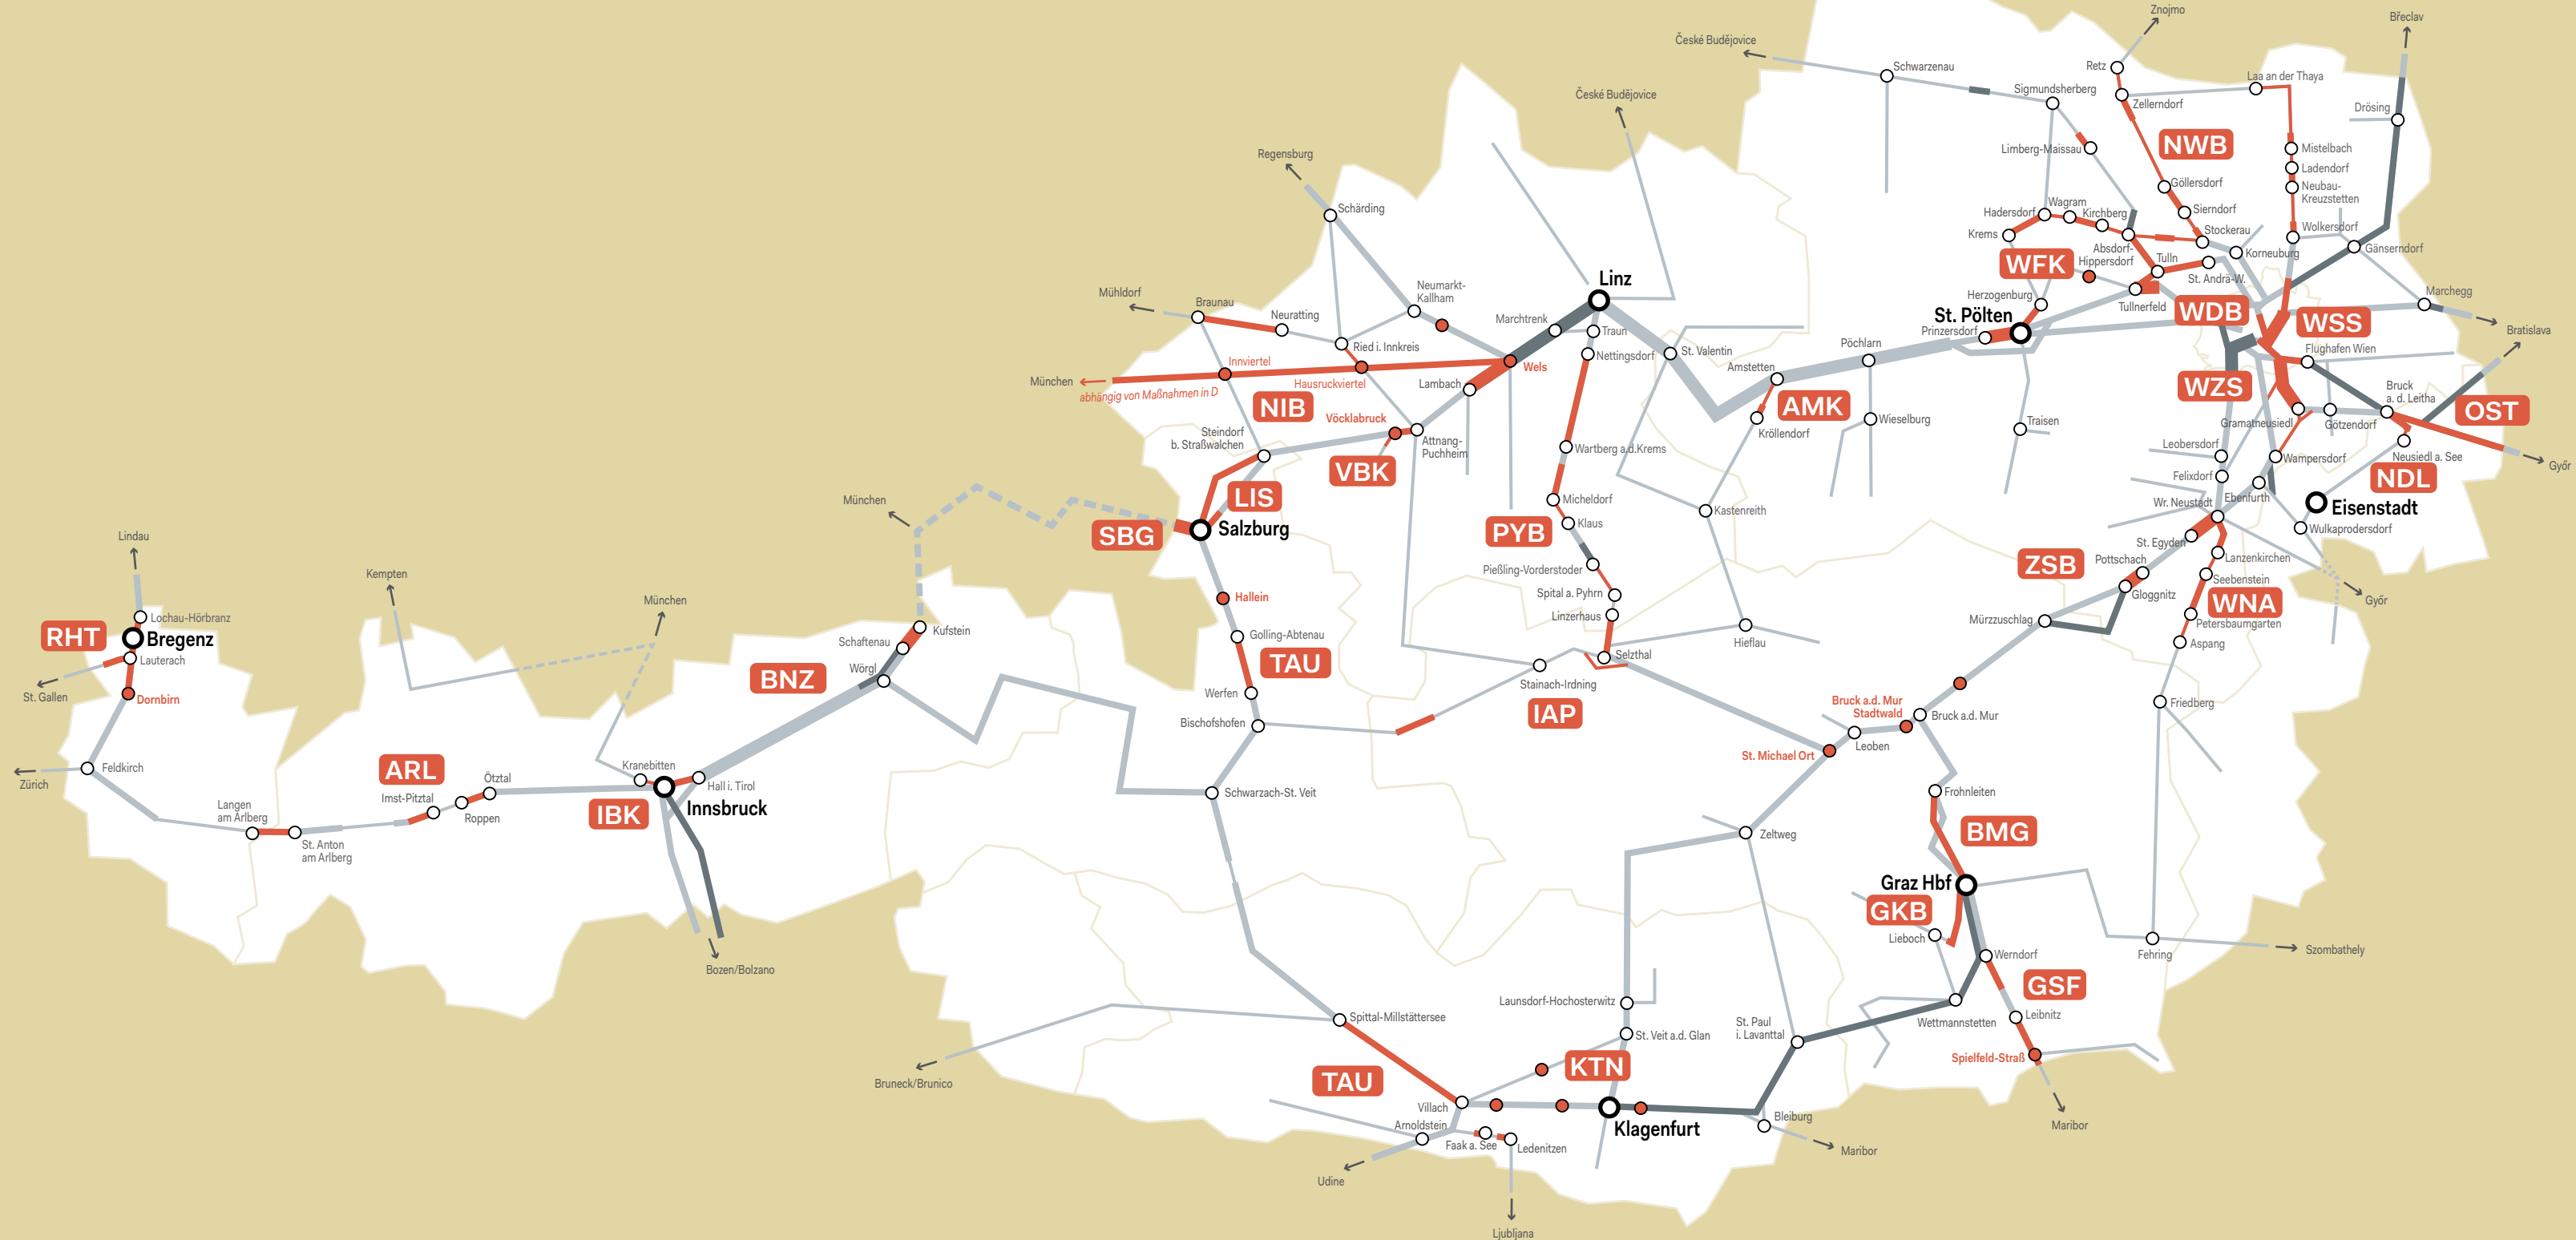 Znojmo
Břeclav
České Budějovice
Schwarzenau
Retz
Laa an der Thaya
Sigmundsherberg
Zellerndorf
Drösing
České Budějovice
NWB
Limberg-Maissau
Mistelbach
Ladendorf
Regensburg
Göllersdorf
Neubau-
Kreuzstetten
Schärding
Hadersdorf
Wagram
Kirchberg
Sierndorf
Krems
Stockerau
Wolkersdorf
Absdorf-
Hippersdorf
Korneuburg
Gänserndorf
WFK
Tulln
St. Andrä-W.
Linz
Mühldorf
Braunau
Neumarkt-
Kallham
Herzogenburg
Tullnerfeld
Marchegg
Neuratting
Marchtrenk
Traun
St. Pölten
WDB
WSS
Prinzersdorf
Bratislava
Ried i. Innkreis
Nettingsdorf
St. Valentin
Pöchlarn
Flughafen Wien
Innviertel
Wels
Amstetten
München
Hausruckviertel
Lambach
WZS
Bruck
a. d. Leitha
abhängig von Maßnahmen in D
NIB
AMK
OST
Vöcklabruck
Kröllendorf
Wieselburg
Traisen
Gramatneusiedl
Götzendorf
Steindorf
b. Straßwalchen
Attnang-
Puchheim
Wartberg a.d.Krems
Leobersdorf
Wampersdorf
Neusiedl a. See
Győr
VBK
Felixdorf
NDL
LIS
München
Micheldorf
Wr. Neustadt
Ebenfurth
Eisenstadt
Kastenreith
SBG
Salzburg
PYB
Klaus
Wulkaprodersdorf
St. Egyden
Lindau
Pießling-Vorderstoder
ZSB
Pottschach
Lanzenkirchen
Kempten
Seebenstein
München
Hallein
Spital a. Pyhrn
Gloggnitz
WNA
Győr
Lochau-Hörbranz
Linzerhaus
Mürzzuschlag
Petersbaumgarten
RHT
Bregenz
Schaftenau
Kufstein
Golling-Abtenau
Hieflau
Aspang
Lauterach
Wörgl
TAU
Selzthal
St. Gallen
Dornbirn
BNZ
Werfen
Stainach-Irdning
Bruck a.d. Mur
Stadtwald
Friedberg
Bischofshofen
IAP
Bruck a.d. Mur
Leoben
St. Michael Ort
Feldkirch
ARL
Kranebitten
Zürich
Ötztal
Hall i. Tirol
Imst-Pitztal
Schwarzach-St. Veit
Frohnleiten
Langen
am Arlberg
Roppen
IBK
Innsbruck
BMG
St. Anton
am Arlberg
Zeltweg
Graz Hbf
GKB
Lieboch
Szombathely
Fehring
Werndorf
Bozen/Bolzano
GSF
Launsdorf-Hochosterwitz
Spittal-Millstättersee
St. Veit a.d. Glan
St. Paul
i. Lavanttal
Wettmannstetten
Leibnitz
Spielfeld-Straß
KTN
TAU
Bruneck/Brunico
Villach
Arnoldstein
Klagenfurt
Bleiburg
Maribor
Faak a. See
Ledenitzen
Maribor
Udine
Ljubljana